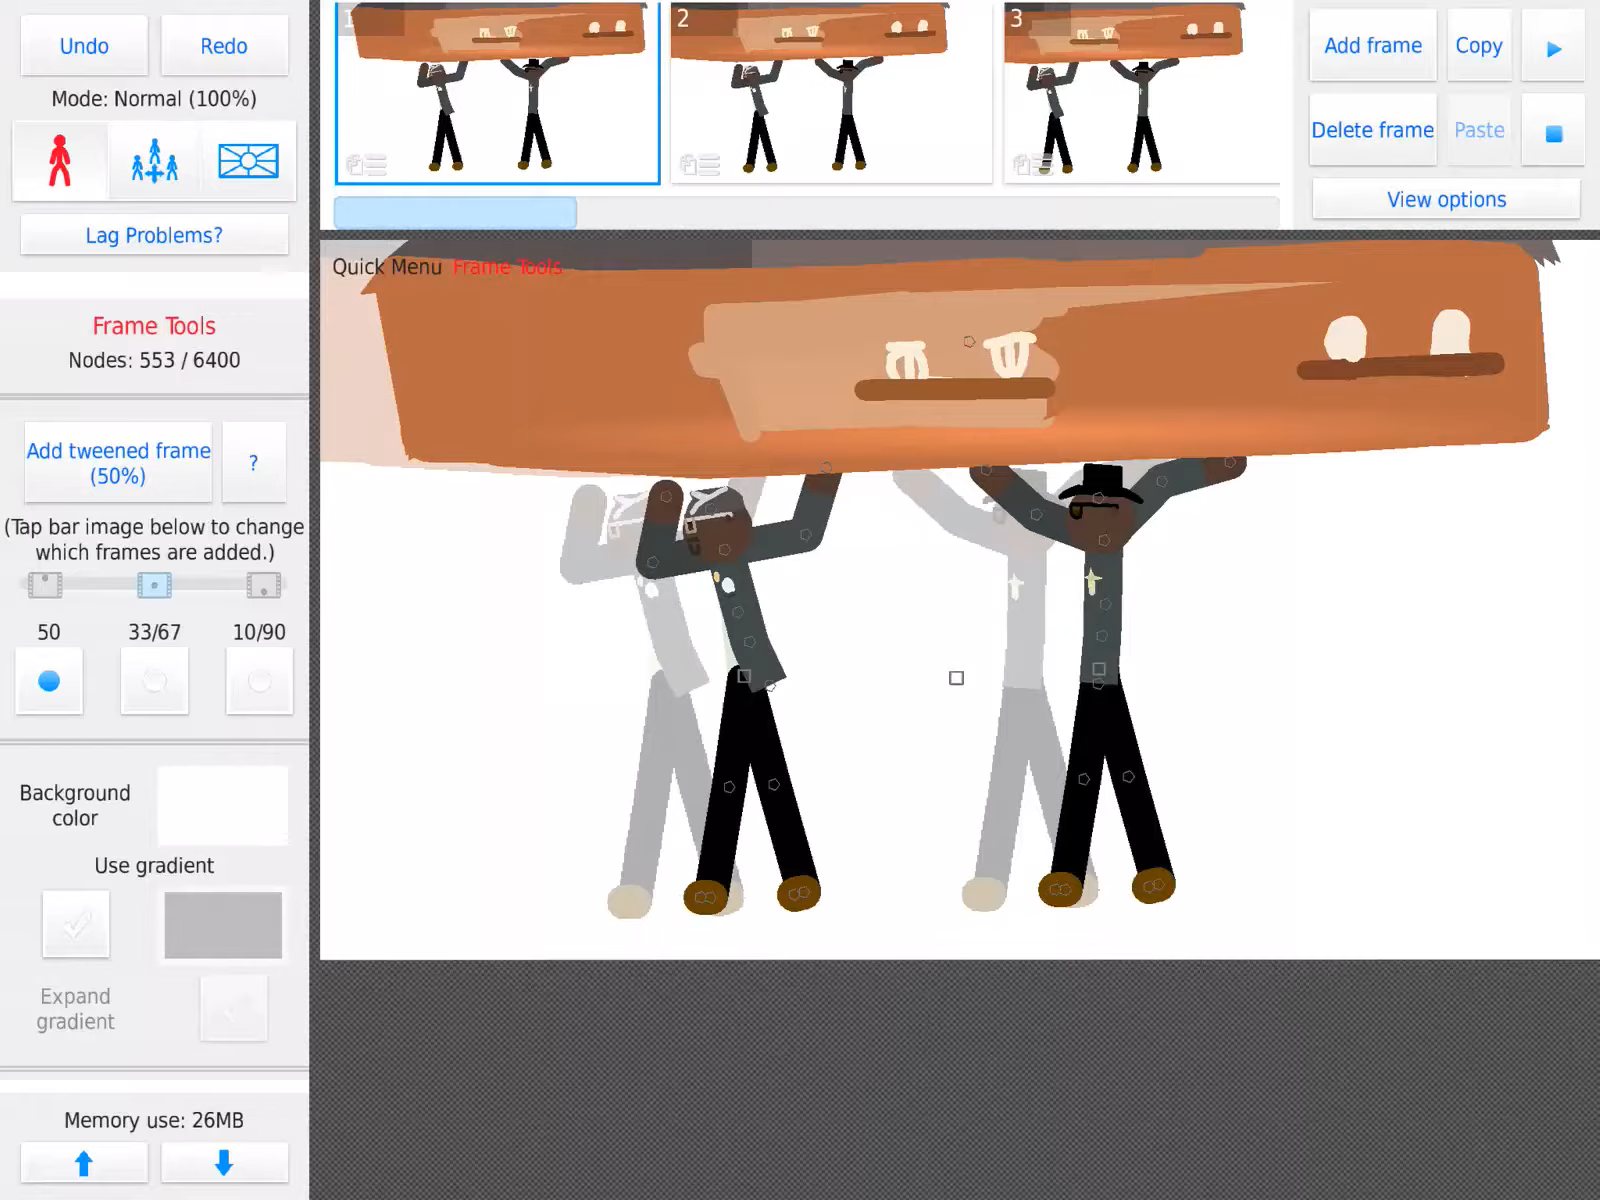 Undo
Redo
Mode: Normal (100%)
Lag Problems?
Frame Tools
Nodes: 553 / 6400
Add tweened frame
(50%)
?
(Tap bar image below to change
which frames are added.)
50
33/67
10/90
Background
color
Use gradient
Expand
gradient
Memory use: 26MB
1
2
3
Add frame
Copy
Delete frame
Paste
View options
Quick Menu
Frame Tools